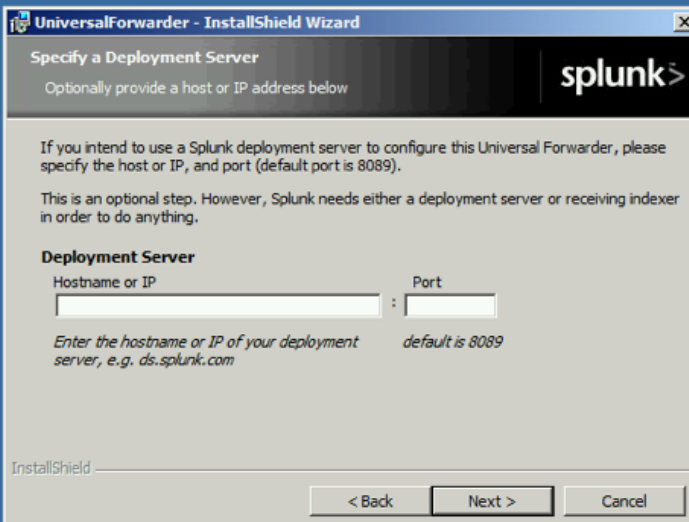 UniversalForwarder - InstallShield Wizard
Specify a Deployment Server
Optionally provide a host or IP address below
splunk>
If you intend to use a Splunk deployment server to configure this Universal Forwarder, please
specify the host or IP, and port (default port is 8089).
This is an optional step. However, Splunk needs either a deployment server or receiving indexer
in order to do anything.
Deployment Server
Hostname or IP Port
:
Enter the hostname or IP of your deployment default is 8089
server, e.g. ds.splunk.com
InstallShield
< Back Next > Cancel